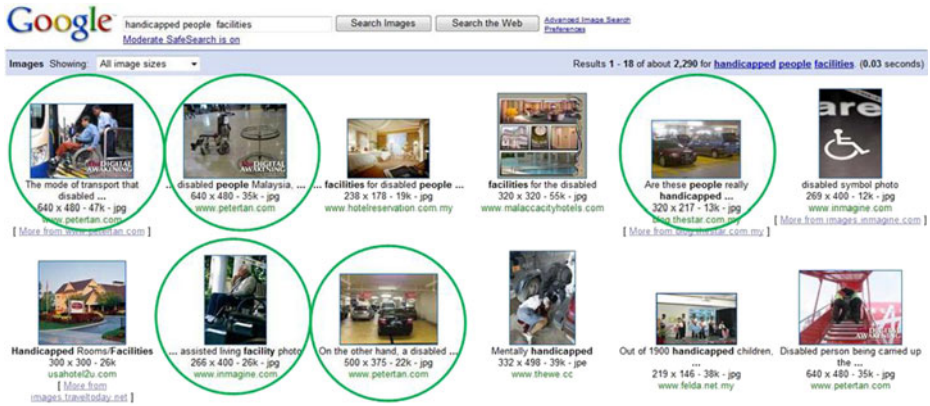 Google
handicapped people facilities
Search Images
Search the Web
Advanced Image Search
Preferences
Moderate SafeSearch is on
Images Showing: All image sizes
Results 1 - 18 of about 2,290 for handicapped people facilities. (0.03 seconds)
DIGITAL
AWAKENING
The mode of transport that
disabled ...
640 x 480 - 47k - jpg
www.petertan.com
[ More from www.petertan.com ]
DIGITAL
AWAKENING
... disabled people Malaysia, ...
640 x 480 - 35k - jpg
www.petertan.com
... facilities for disabled people ...
238 x 178 - 19k - jpg
www.hotelreservation.com.my
facilities for the disabled
320 x 320 - 55k - jpg
www.malaccacityhotels.com
Are these people really
handicapped ...
320 x 217 - 13k - jpg
blog.thestar.com.my
[ More from blog.thestar.com.my ]
are
disabled symbol photo
269 x 400 - 12k - jpg
www.inmagine.com
[ More from images.inmagine.com ]
Handicapped Rooms/Facilities
300 x 300 - 26k
usahotel2u.com
[ More from
images.traveltoday.net ]
... assisted living facility photo
266 x 400 - 26k - jpg
www.inmagine.com
On the other hand, a disabled ...
500 x 375 - 22k - jpg
www.petertan.com
Mentally handicapped
332 x 498 - 39k - jpe
www.thewe.cc
Out of 1900 handicapped children, ...
219 x 146 - 38k - jpg
www.felda.net.my
Disabled person being carried up
the ...
640 x 480 - 35k - jpg
www.petertan.com